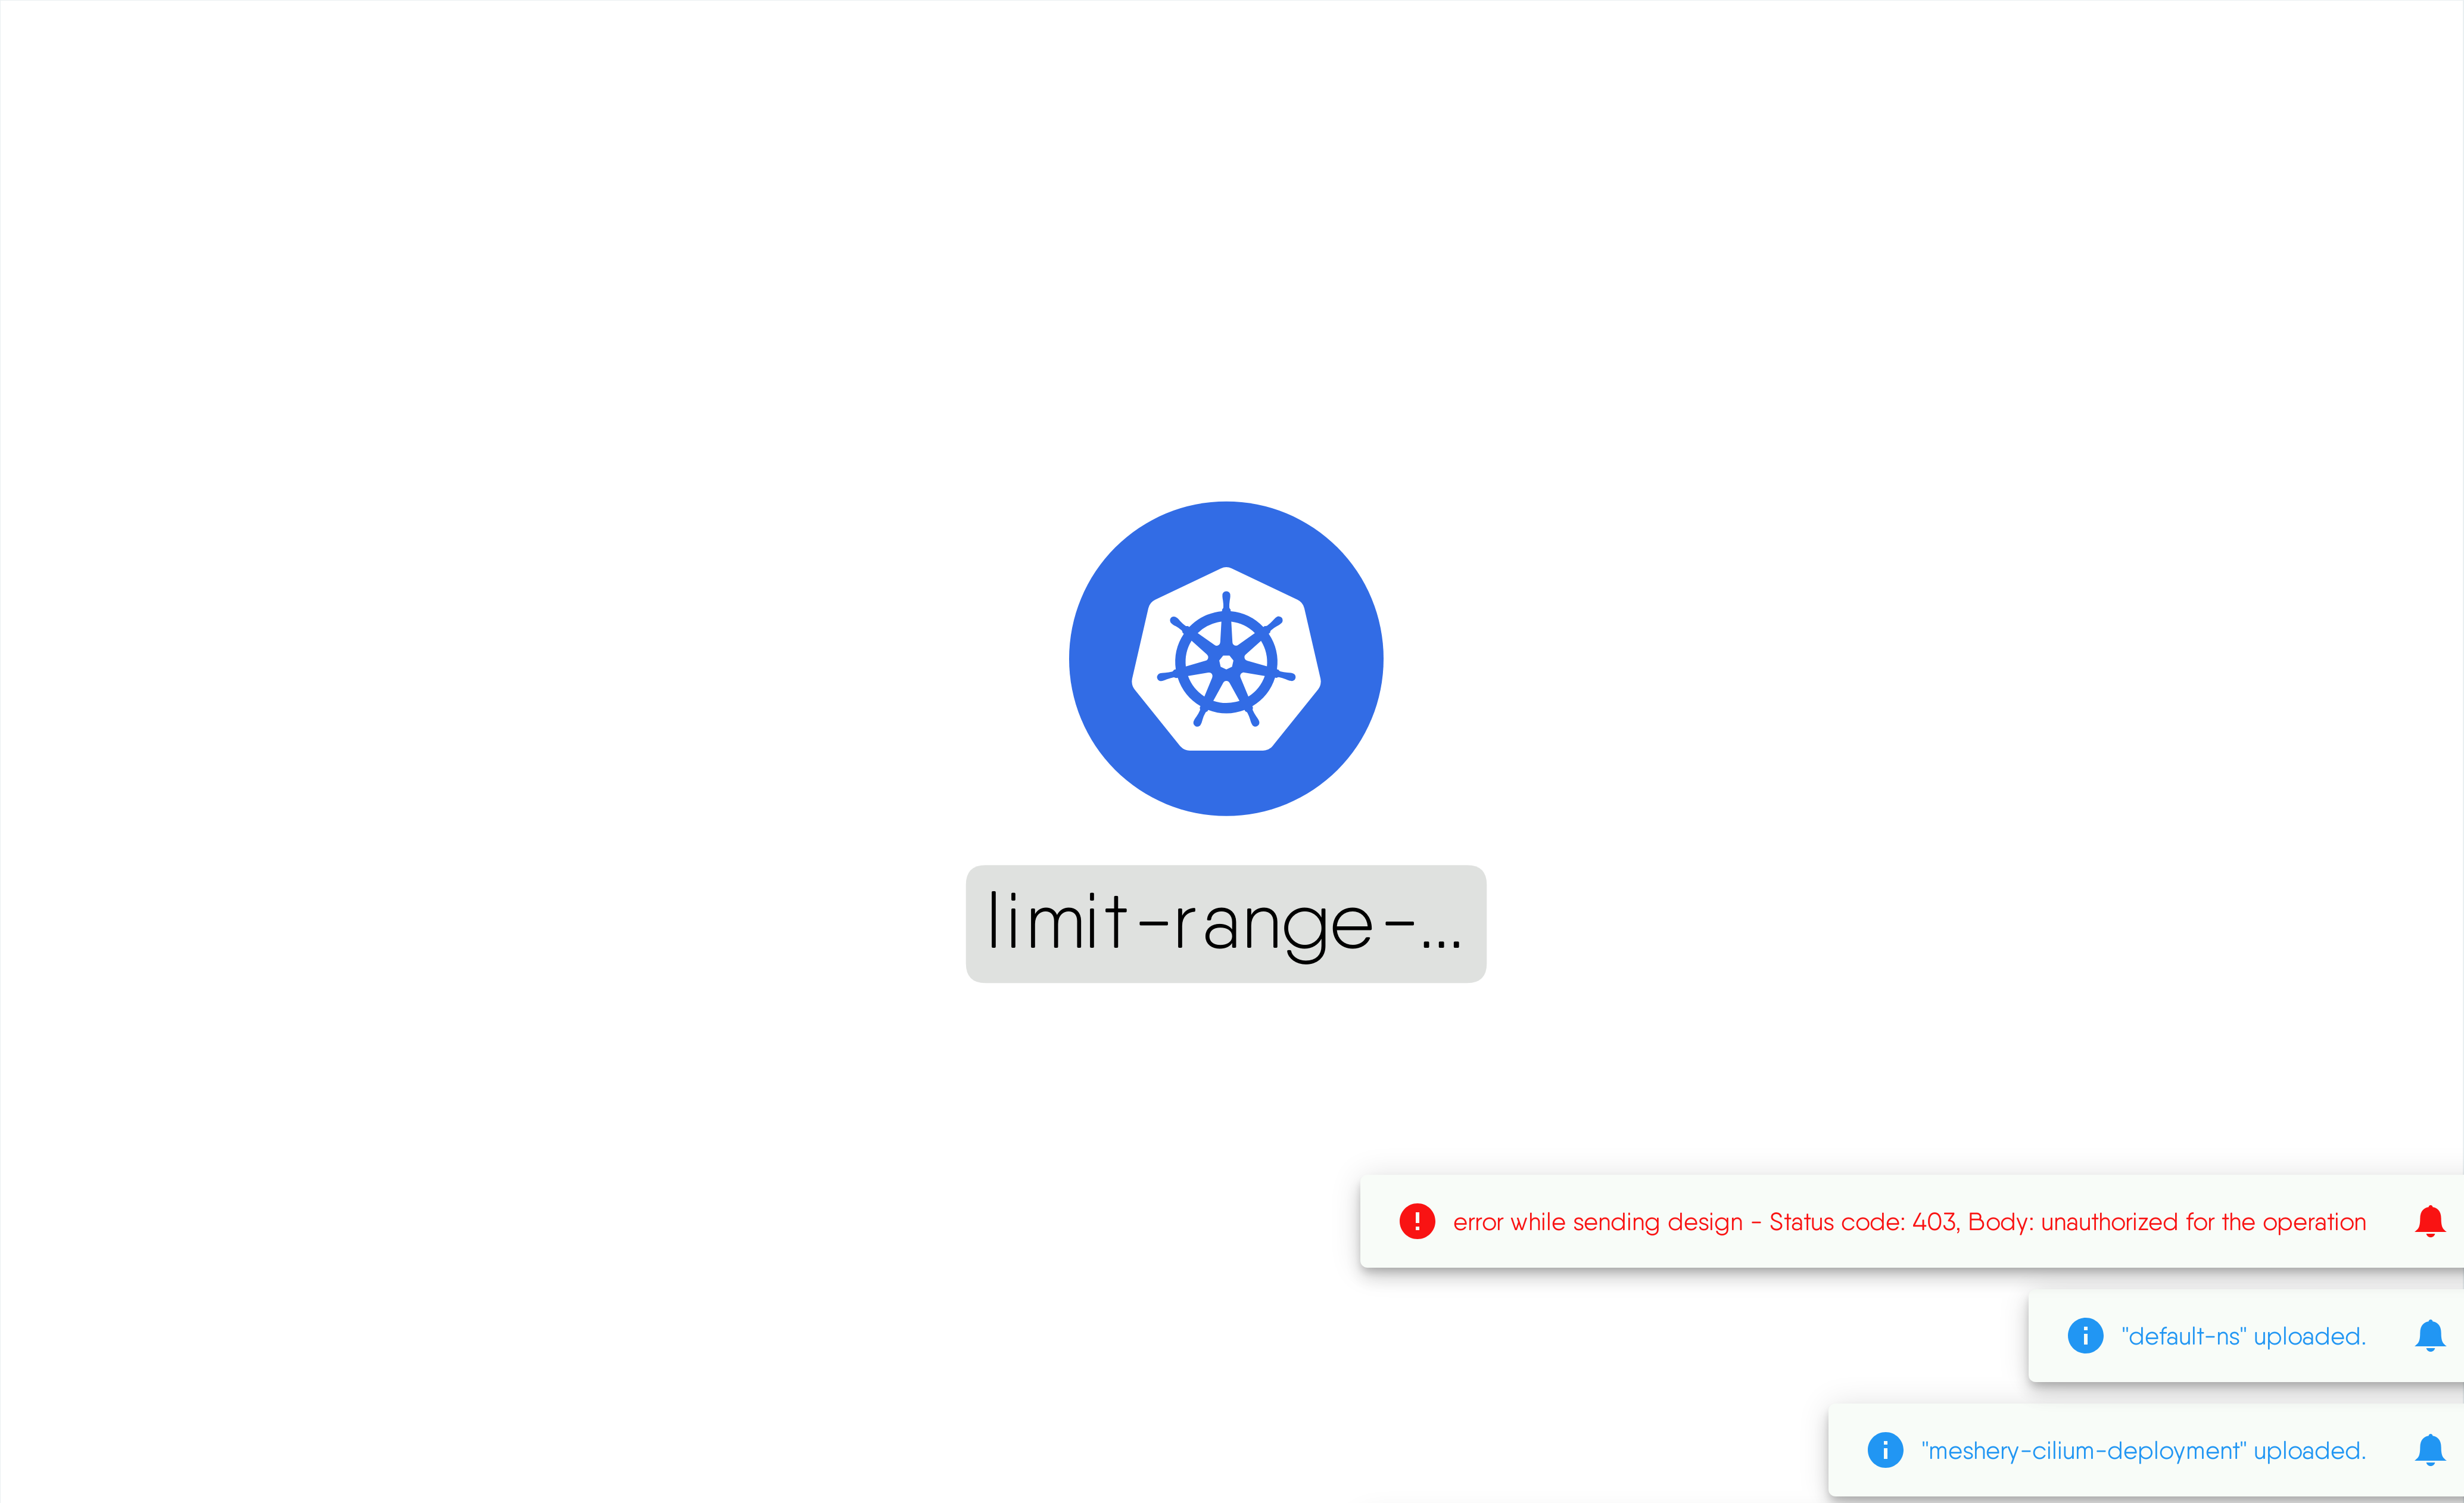 limit-range-...
error while sending design - Status code: 403, Body: unauthorized for the operation
"default-ns" uploaded.
"meshery-cilium-deployment" uploaded.